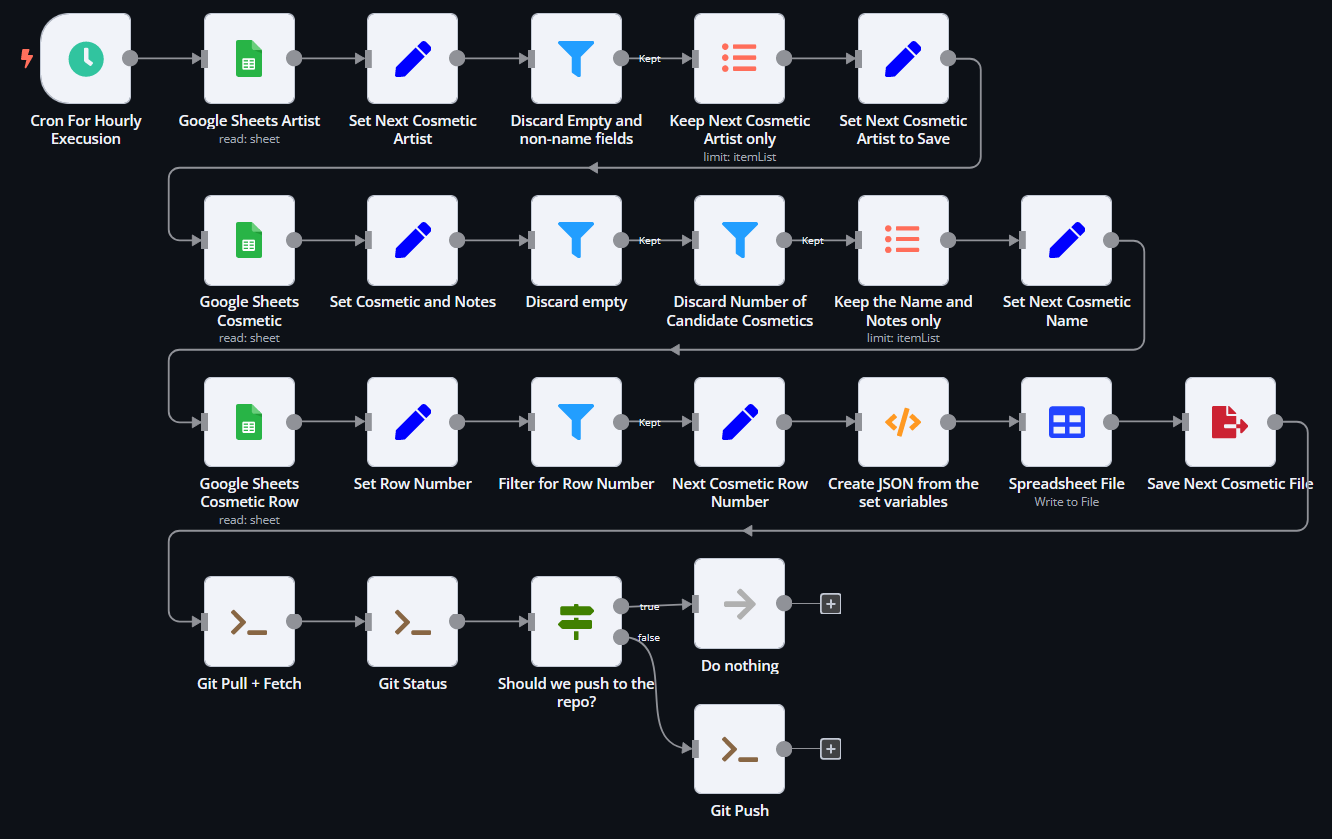 Kept
Cron For Hourly
Execusion
Google Sheets Artist
read: sheet
Set Next Cosmetic
Artist
Discard Empty and
non-name fields
Keep Next Cosmetic
Artist only
limit: itemList
Set Next Cosmetic
Artist to Save
Kept
Kept
Google Sheets
Cosmetic
read: sheet
Set Cosmetic and Notes
Discard empty
Discard Number of
Candidate Cosmetics
Keep the Name and
Notes only
limit: itemList
Set Next Cosmetic
Name
Kept
Google Sheets
Cosmetic Row
read: sheet
Set Row Number
Filter for Row Number
Next Cosmetic Row
Number
Create JSON from the
set variables
Spreadsheet File
Write to File
Save Next Cosmetic File
true
false
Git Pull + Fetch
Git Status
Should we push to the
repo?
Do nothing
Git Push